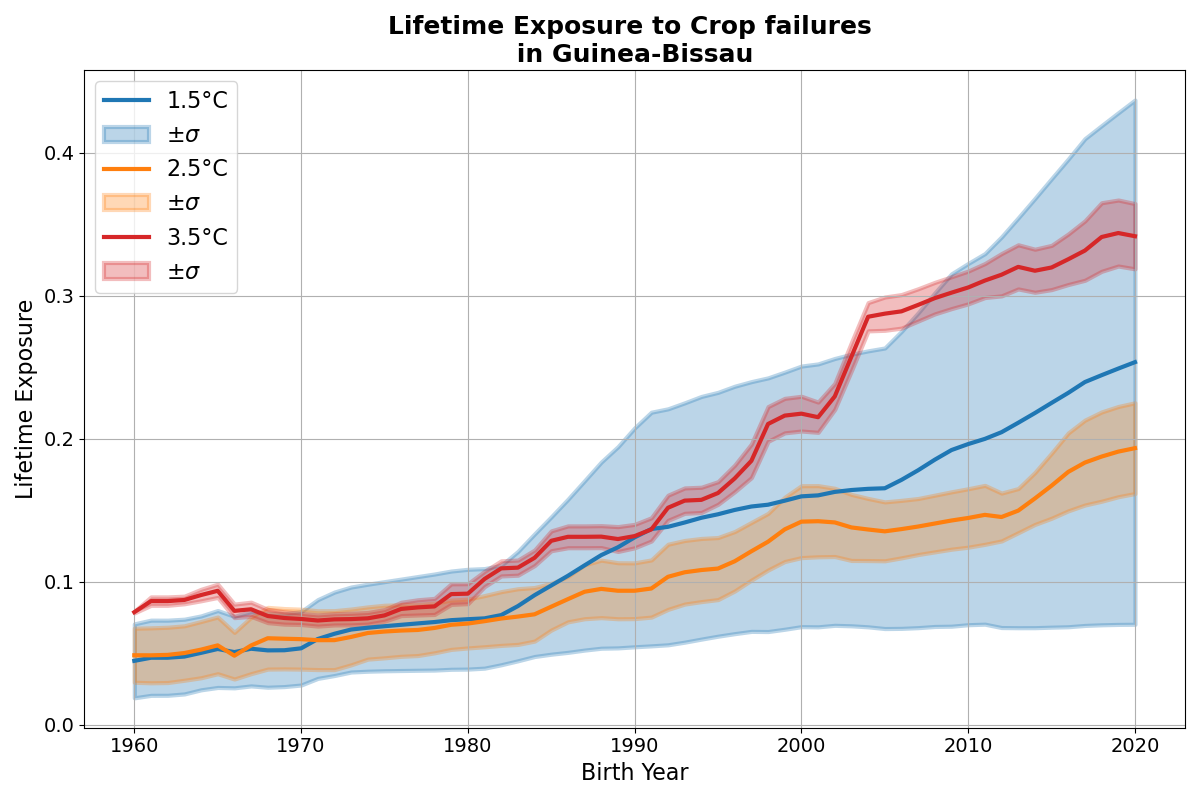 Lifetime Exposure to Crop failures
in Guinea-Bissau
1.5°C
±σ
2.5°C
±σ
3.5°C
±σ
Lifetime Exposure
0.4
0.3
0.2
0.1
0.0
1960 1970 1980 1990 2000 2010 2020
Birth Year